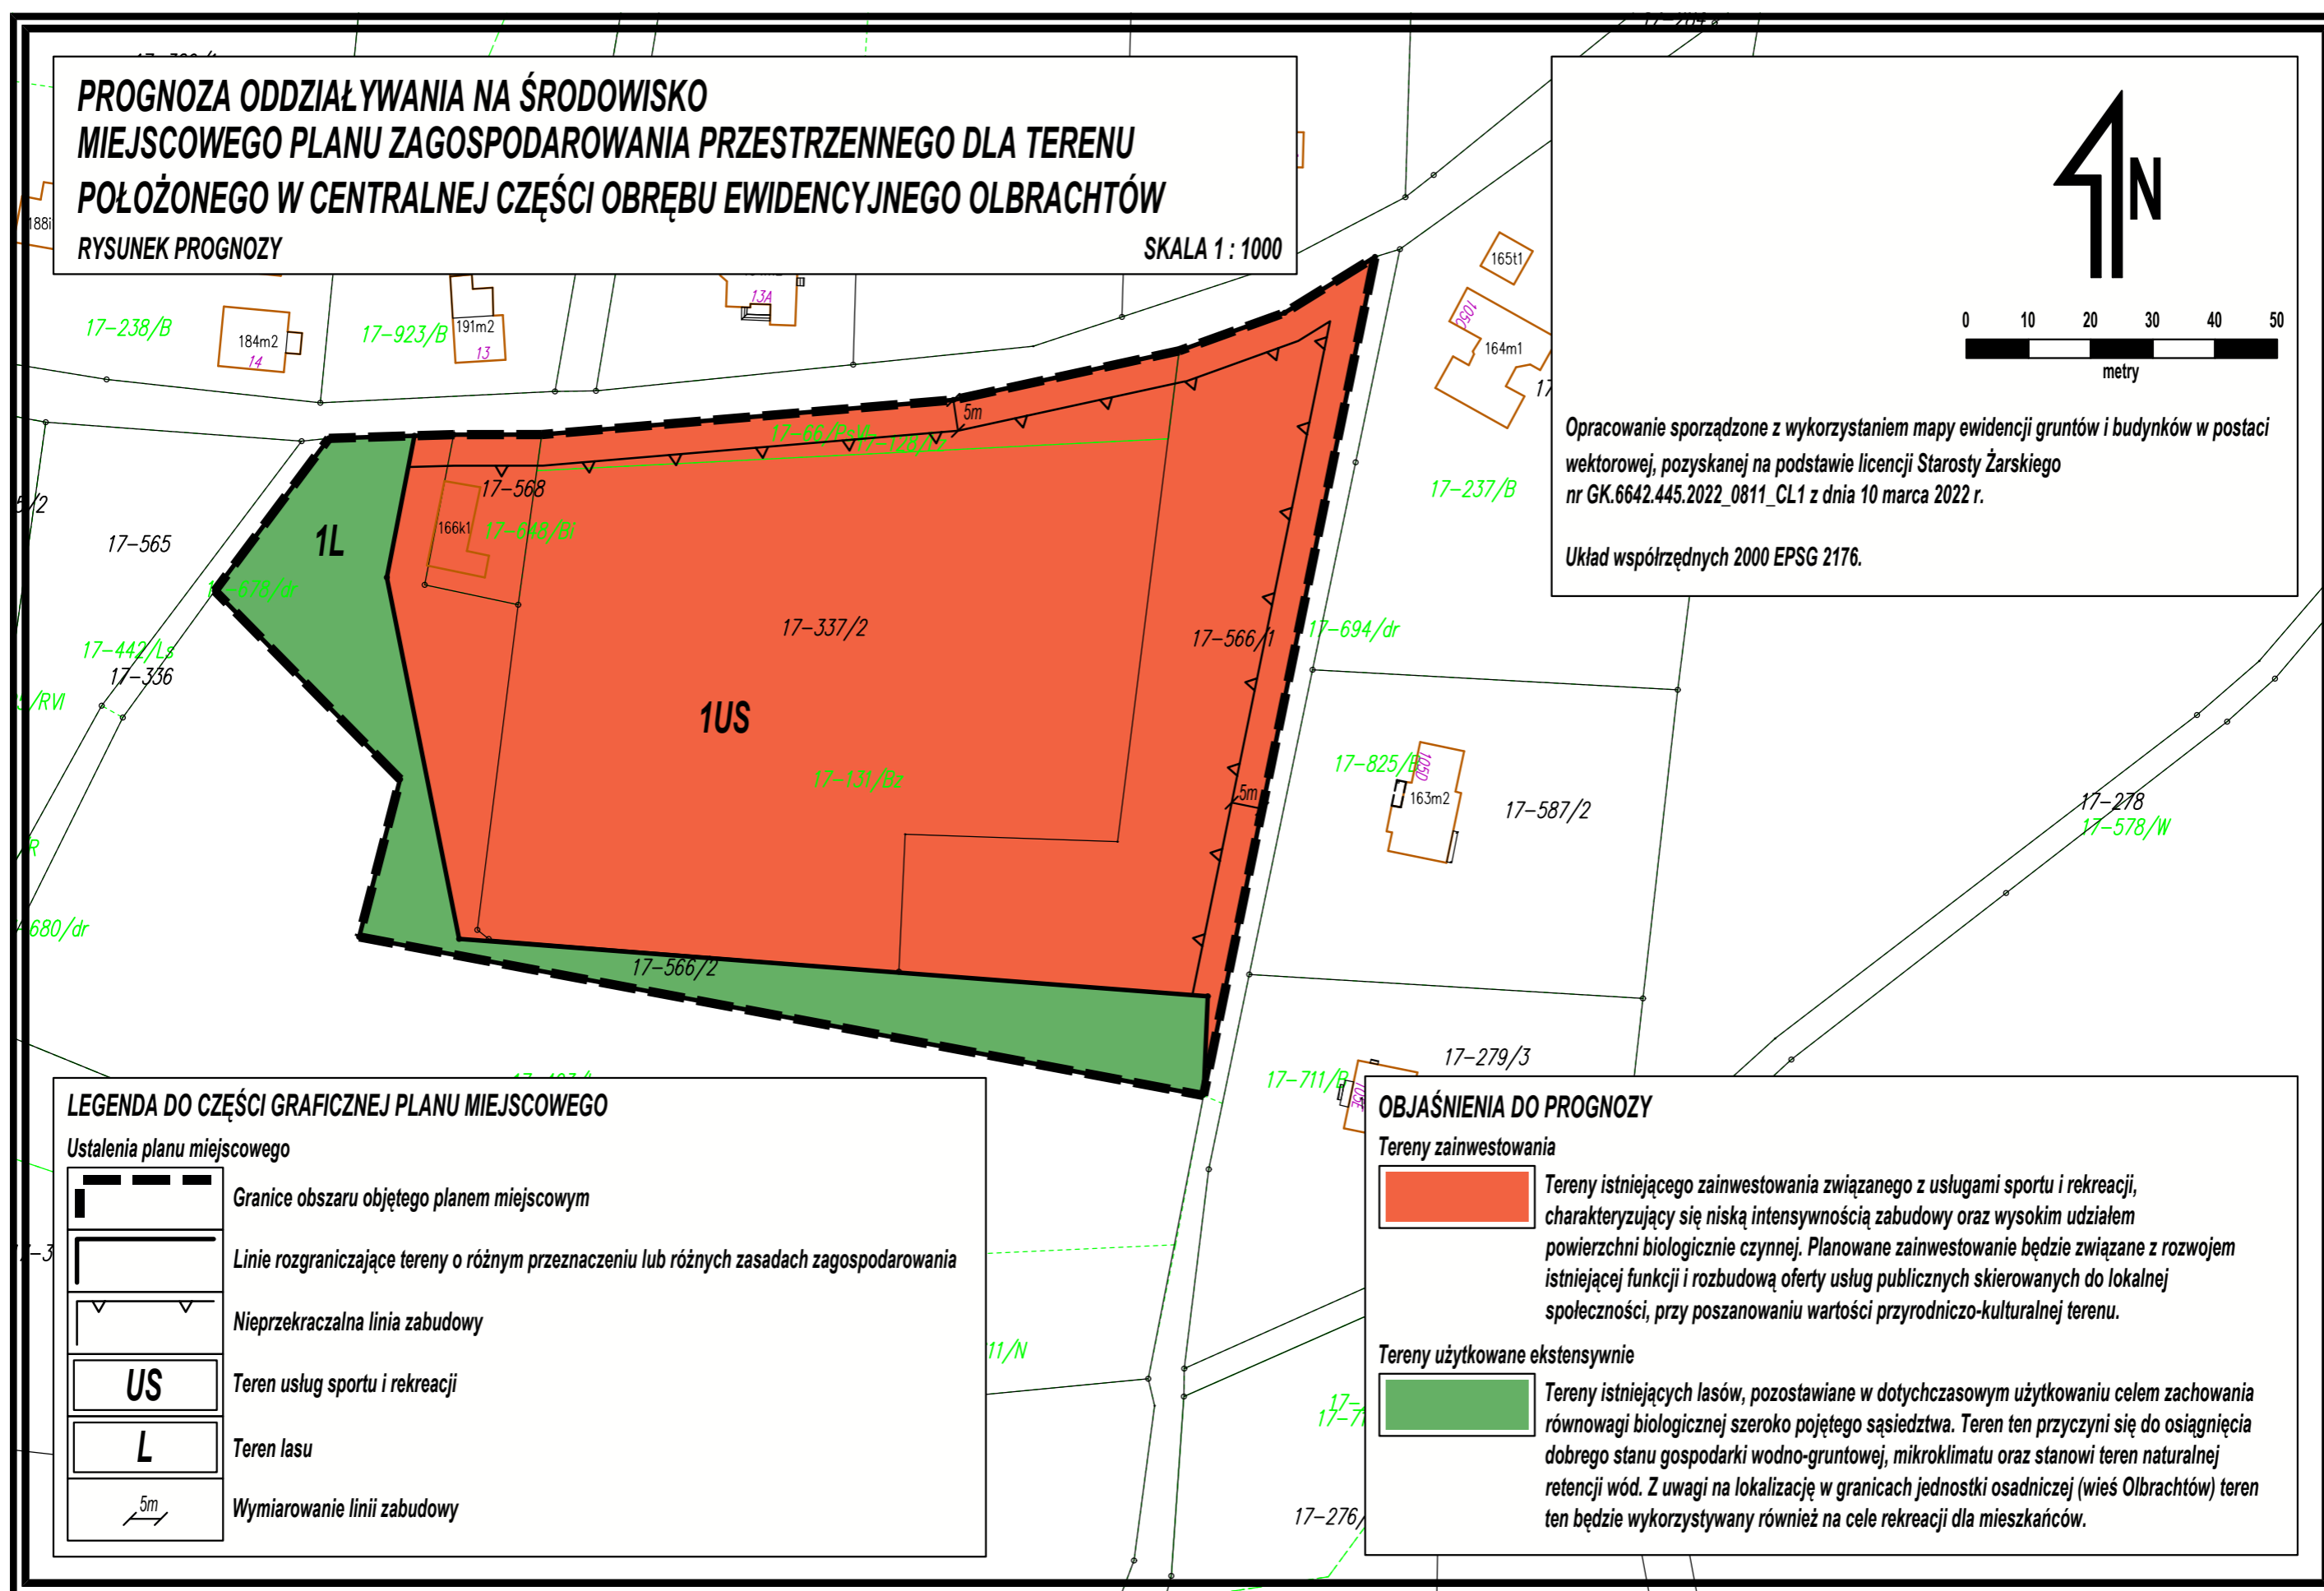 PROGNOZA ODDZIAŁYWANIA NA ŚRODOWISKO
MIEJSCOWEGO PLANU ZAGOSPODAROWANIA PRZESTRZENNEGO DLA TERENU
POŁOŻONEGO W CENTRALNEJ CZĘŚCI OBRĘBU EWIDENCYJNEGO OLBRACHTÓW
RYSUNEK PROGNOZY
SKALA 1 : 1000
N
0 10 20 30 40 50
metry
Opracowanie sporządzone z wykorzystaniem mapy ewidencji gruntów i budynków w postaci
wektorowej, pozyskanej na podstawie licencji Starosty Żarskiego
nr GK.6642.445.2022_0811_CL1 z dnia 10 marca 2022 r.
Układ współrzędnych 2000 EPSG 2176.
17-238/B
184m2
14
17-923/B
191m2
13
13A
165t1
105C
164m1
5m
17-66/PsVI
17-128/Lz
17-568
166k1
17-648/Bi
1L
17-565
17-678/dr
17-442/Ls
17-336
17-337/2
17-566/1
17-694/dr
17-237/B
1US
17-131/Bz
5m
17-825/B
105D
163m2
17-587/2
17-278
17-578/W
680/dr
17-566/2
17-279/3
17-711/B
105E
11/N
17-276/
LEGENDA DO CZĘŚCI GRAFICZNEJ PLANU MIEJSCOWEGO
Ustalenia planu miejscowego
Granice obszaru objętego planem miejscowym
Linie rozgraniczające tereny o różnym przeznaczeniu lub różnych zasadach zagospodarowania
Nieprzekraczalna linia zabudowy
US
Teren usług sportu i rekreacji
L
Teren lasu
5m
Wymiarowanie linii zabudowy
OBJAŚNIENIA DO PROGNOZY
Tereny zainwestowania
Tereny istniejącego zainwestowania związanego z usługami sportu i rekreacji,
charakteryzujący się niską intensywnością zabudowy oraz wysokim udziałem
powierzchni biologicznie czynnej. Planowane zainwestowanie będzie związane z rozwojem
istniejącej funkcji i rozbudową oferty usług publicznych skierowanych do lokalnej
społeczności, przy poszanowaniu wartości przyrodniczo-kulturalnej terenu.
Tereny użytkowane ekstensywnie
Tereny istniejących lasów, pozostawiane w dotychczasowym użytkowaniu celem zachowania
równowagi biologicznej szeroko pojętego sąsiedztwa. Teren ten przyczyni się do osiągnięcia
dobrego stanu gospodarki wodno-gruntowej, mikroklimatu oraz stanowi teren naturalnej
retencji wód. Z uwagi na lokalizację w granicach jednostki osadniczej (wieś Olbrachtów) teren
ten będzie wykorzystywany również na cele rekreacji dla mieszkańców.